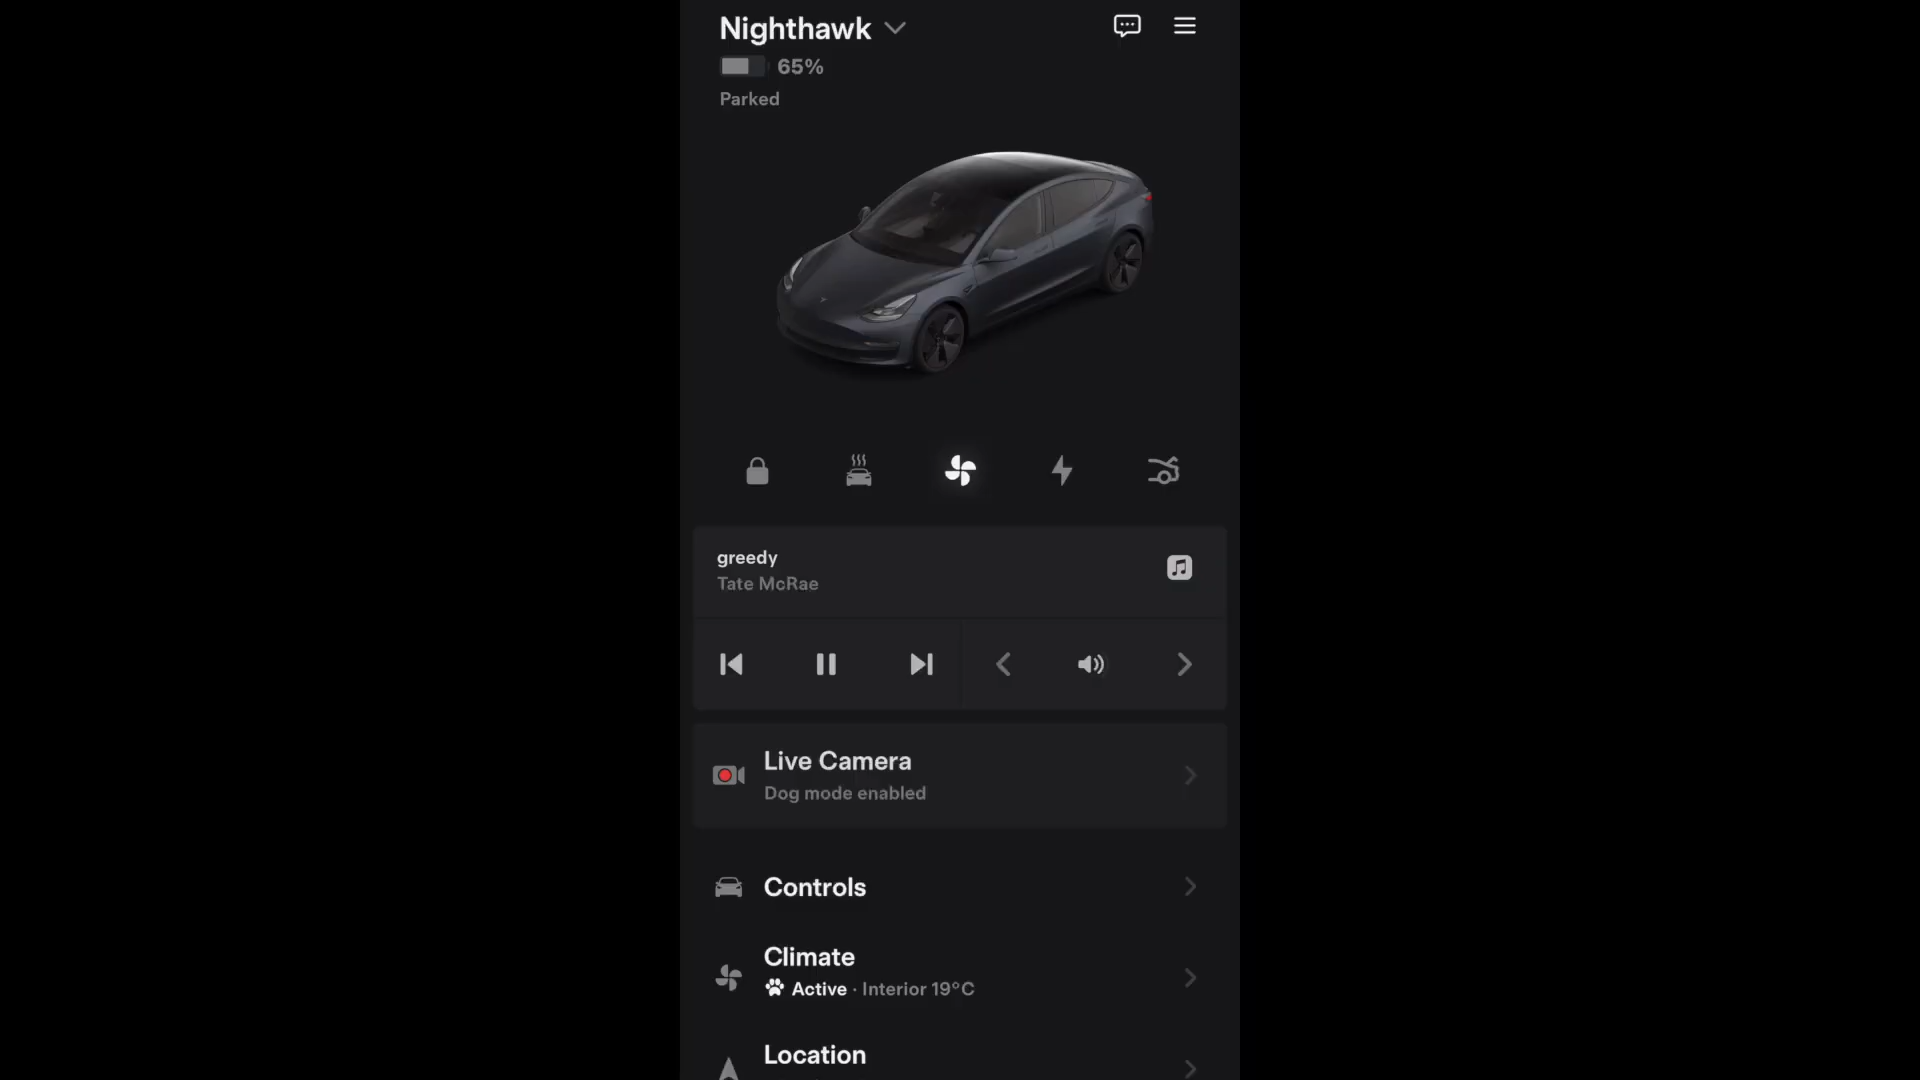 Nighthawk
65%
Parked
greedy
Tate McRae
Live Camera
Dog mode enabled
Controls
Climate
Active · Interior 19°C
Location